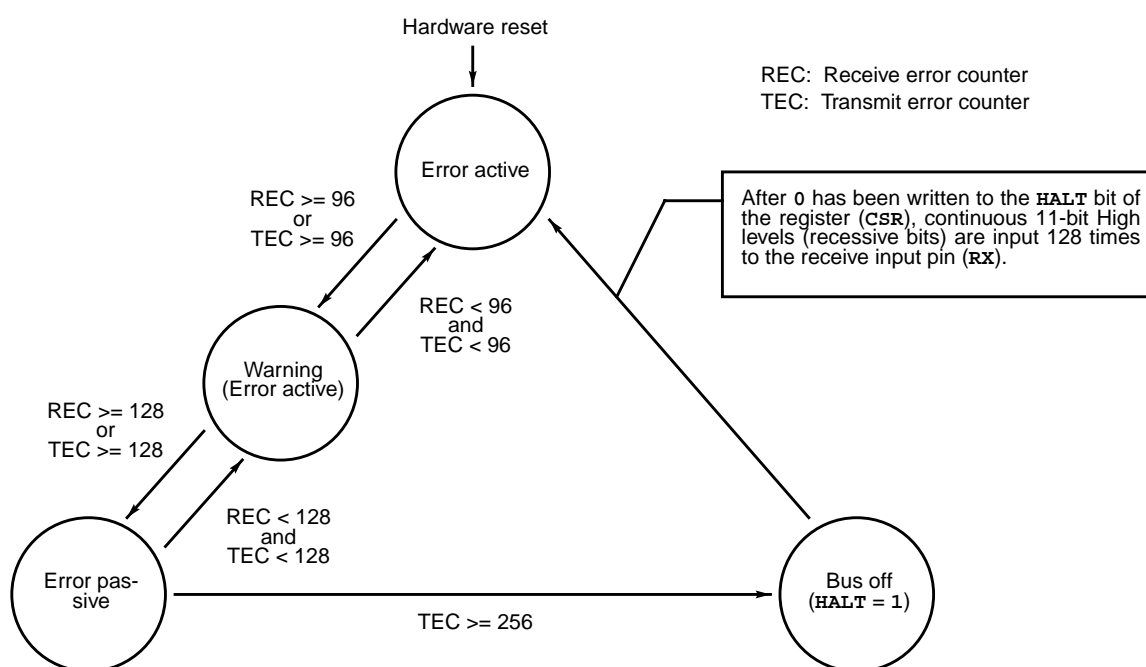 Hardware reset
REC: Receive error counter
TEC: Transmit error counter
Error active
After 0 has been written to the HALT bit of
the register (CSR), continuous 11-bit High
levels (recessive bits) are input 128 times
to the receive input pin (RX).
REC >= 96
or
TEC >= 96
REC < 96
and
TEC < 96
Warning
(Error active)
REC >= 128
or
TEC >= 128
REC < 128
and
TEC < 128
Error pas-
sive
TEC >= 256
Bus off
(HALT = 1)